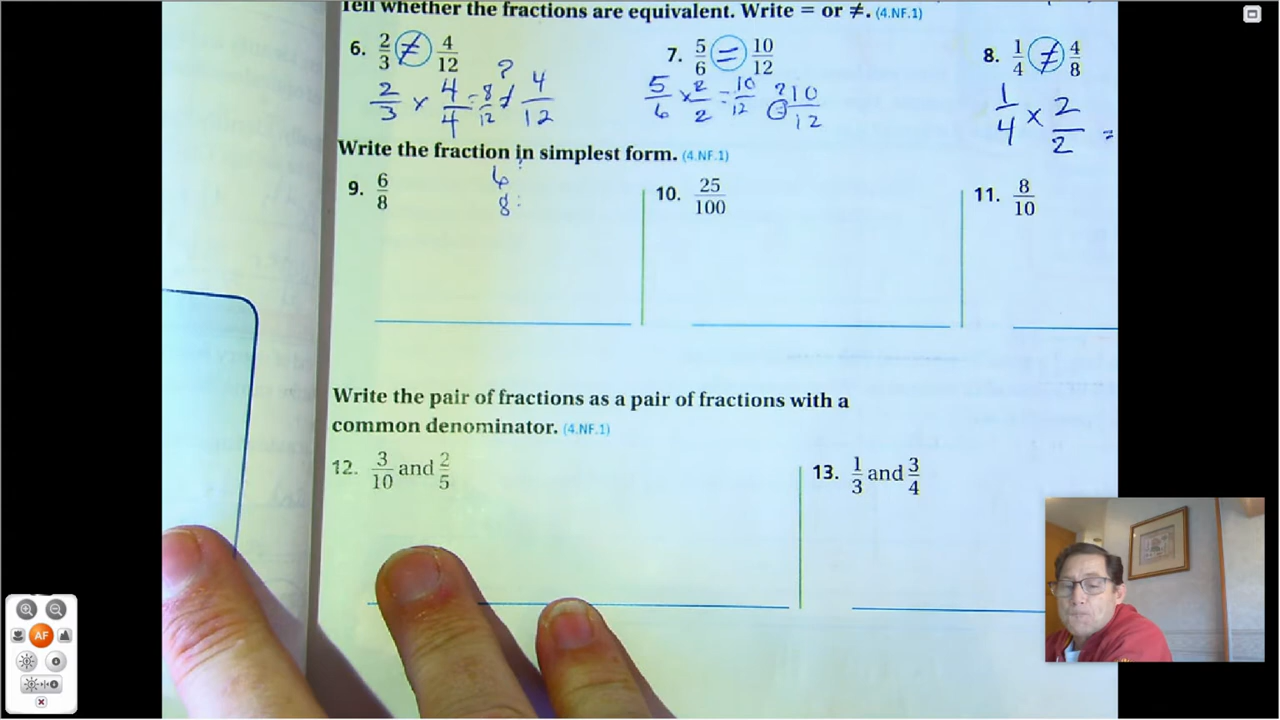 Tell whether the fractions are equivalent. Write = or ≠. (4.NF.1)
6. 2/3 ≠ 4/12 7. 5/6 = 10/12 8. 1/4 ≠ 4/8
2/3 × 4/4 = 8/12 ≠ ? 4/12 5/6 × 2/2 = 10/12 ? = 10/12 1/4 × 2/2 =
Write the fraction in simplest form. (4.NF.1)
9. 6/8 6 8 10. 25/100 11. 8/10
Write the pair of fractions as a pair of fractions with a
common denominator. (4.NF.1)
12. 3/10 and 2/5 13. 1/3 and 3/4
AF